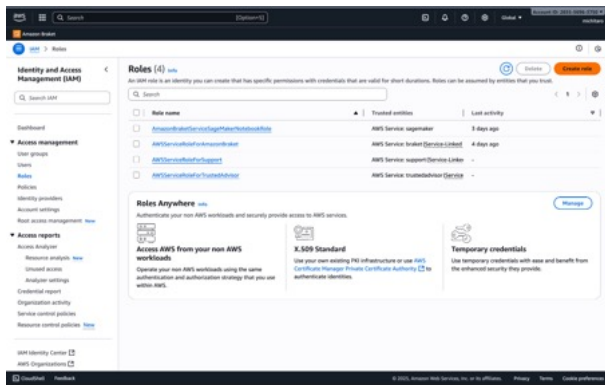 aws
Search
[Option+S]
Global
Account ID:
michitaro
Amazon Braket
IAM > Roles
Identity and Access Management (IAM)
Search IAM
Dashboard
Access management
User groups
Users
Roles
Policies
Identity providers
Account settings
Root access management New
Access reports
Access Analyzer
Resource analysis New
Unused access
Analyzer settings
Credential report
Organization activity
Service control policies
Resource control policies New
IAM Identity Center
AWS Organizations
Roles (4) Info
Delete
Create role
An IAM role is an identity you can create that has specific permissions with credentials that are valid for short durations. Roles can be assumed by entities that you trust.
Search
1
Role name
Trusted entities
Last activity
AmazonBraketServiceSageMakerNotebookRole
AWS Service: sagemaker
3 days ago
AWSServiceRoleForAmazonBraket
AWS Service: braket (Service-Linked
4 days ago
AWSServiceRoleForSupport
AWS Service: support (Service-Linked
-
AWSServiceRoleForTrustedAdvisor
AWS Service: trustedadvisor (Service
-
Roles Anywhere Info
Manage
Authenticate your non AWS workloads and securely provide access to AWS services.
Access AWS from your non AWS
workloads
Operate your non AWS workloads using the same
authentication and authorization strategy that you use
within AWS.
X.509 Standard
Use your own existing PKI infrastructure or use AWS
Certificate Manager Private Certificate Authority to
authenticate identities.
Temporary credentials
Use temporary credentials with ease and benefit from
the enhanced security they provide.
CloudShell
Feedback
© 2025, Amazon Web Services, Inc. or its affiliates.
Privacy
Terms
Cookie preferences